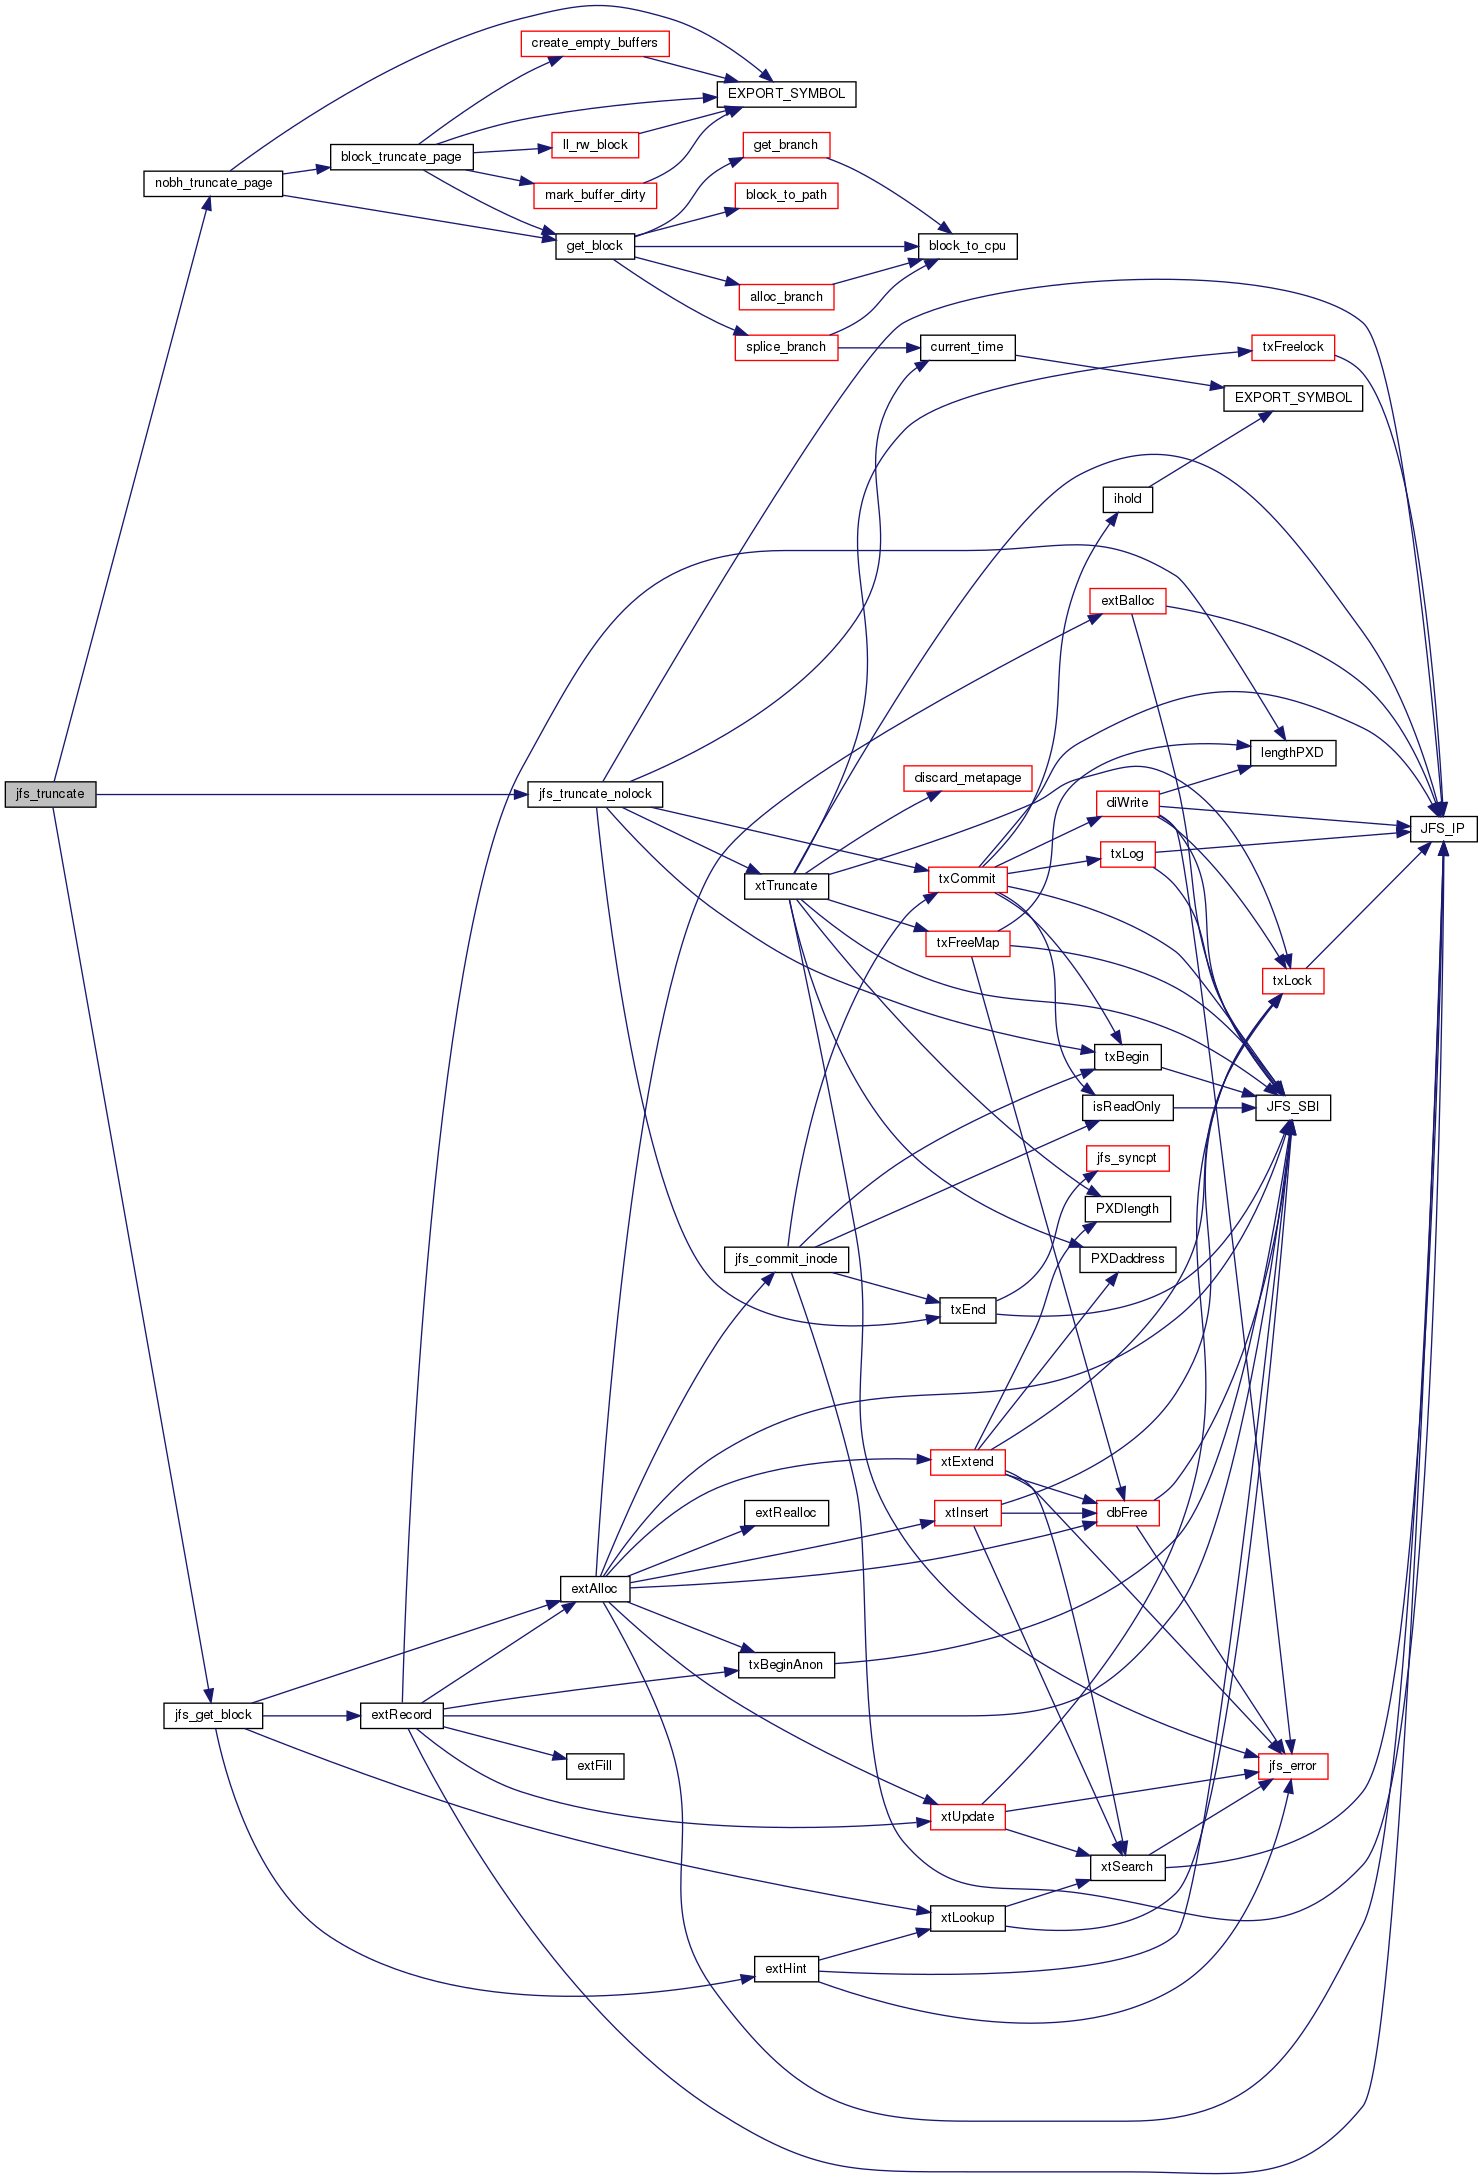 create_empty_buffers
EXPORT_SYMBOL
ll_rw_block
get_branch
block_truncate_page
nobh_truncate_page
mark_buffer_dirty
block_to_path
get_block
block_to_cpu
alloc_branch
splice_branch
current_time
txFreelock
EXPORT_SYMBOL
ihold
extBalloc
lengthPXD
discard_metapage
jfs_truncate
jfs_truncate_nolock
diWrite
JFS_IP
txLog
xtTruncate
txCommit
txFreeMap
txLock
txBegin
isReadOnly
JFS_SBI
jfs_syncpt
PXDlength
jfs_commit_inode
PXDaddress
txEnd
xtExtend
extRealloc
xtInsert
dbFree
extAlloc
txBeginAnon
jfs_get_block
extRecord
extFill
jfs_error
xtUpdate
xtSearch
xtLookup
extHint